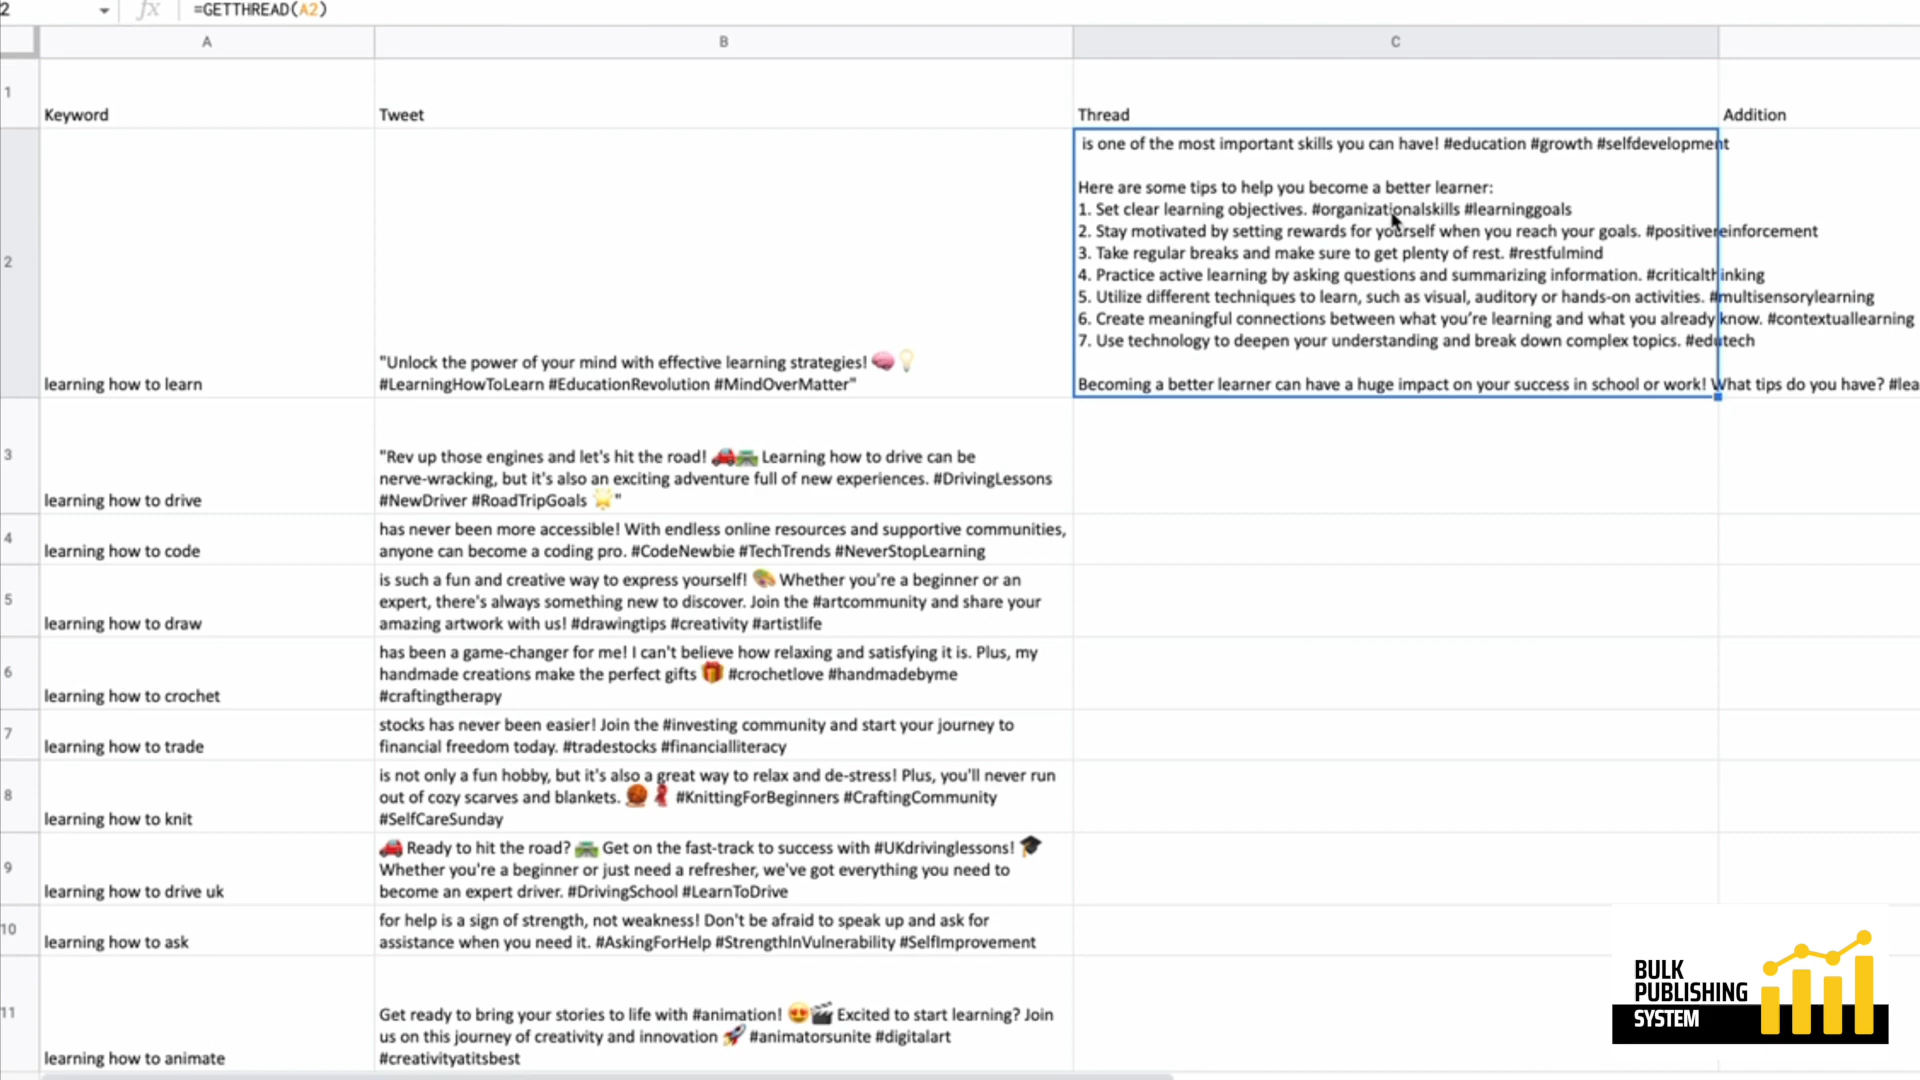 2 fx =GETTHREAD(A2)
A B C
1 Keyword Tweet Thread Addition
is one of the most important skills you can have! #education #growth #selfdevelopment
Here are some tips to help you become a better learner:
1. Set clear learning objectives. #organizationalskills #learninggoals
2. Stay motivated by setting rewards for yourself when you reach your goals. #positivereinforcement
3. Take regular breaks and make sure to get plenty of rest. #restfulmind
4. Practice active learning by asking questions and summarizing information. #criticalthinking
5. Utilize different techniques to learn, such as visual, auditory or hands-on activities. #multisensorylearning
6. Create meaningful connections between what you're learning and what you already know. #contextuallearning
7. Use technology to deepen your understanding and break down complex topics. #edutech
Becoming a better learner can have a huge impact on your success in school or work! What tips do you have? #lea
2
learning how to learn
"Unlock the power of your mind with effective learning strategies! 🧠💡
#LearningHowToLearn #EducationRevolution #MindOverMatter"
3
learning how to drive
"Rev up those engines and let's hit the road! 🚗🛣️ Learning how to drive can be
nerve-wracking, but it's also an exciting adventure full of new experiences. #DrivingLessons
#NewDriver #RoadTripGoals 🌟"
4
learning how to code
has never been more accessible! With endless online resources and supportive communities,
anyone can become a coding pro. #CodeNewbie #TechTrends #NeverStopLearning
5
learning how to draw
is such a fun and creative way to express yourself! 🎨 Whether you're a beginner or an
expert, there's always something new to discover. Join the #artcommunity and share your
amazing artwork with us! #drawingtips #creativity #artistlife
6
learning how to crochet
has been a game-changer for me! I can't believe how relaxing and satisfying it is. Plus, my
handmade creations make the perfect gifts 🎁 #crochetlove #handmadebyme
#craftingtherapy
7
learning how to trade
stocks has never been easier! Join the #investing community and start your journey to
financial freedom today. #tradestocks #financialliteracy
8
learning how to knit
is not only a fun hobby, but it's also a great way to relax and de-stress! Plus, you'll never run
out of cozy scarves and blankets. 🧶🧣 #KnittingForBeginners #CraftingCommunity
#SelfCareSunday
9
learning how to drive uk
🚗 Ready to hit the road? 🛣️ Get on the fast-track to success with #UKdrivinglessons! 🎓
Whether you're a beginner or just need a refresher, we've got everything you need to
become an expert driver. #DrivingSchool #LearnToDrive
10
learning how to ask
for help is a sign of strength, not weakness! Don't be afraid to speak up and ask for
assistance when you need it. #AskingForHelp #StrengthInVulnerability #SelfImprovement
11
learning how to animate
Get ready to bring your stories to life with #animation! 😍🎬 Excited to start learning? Join
us on this journey of creativity and innovation 🚀 #animatorsunite #digitalart
#creativityatitsbest
BULK
PUBLISHING
SYSTEM